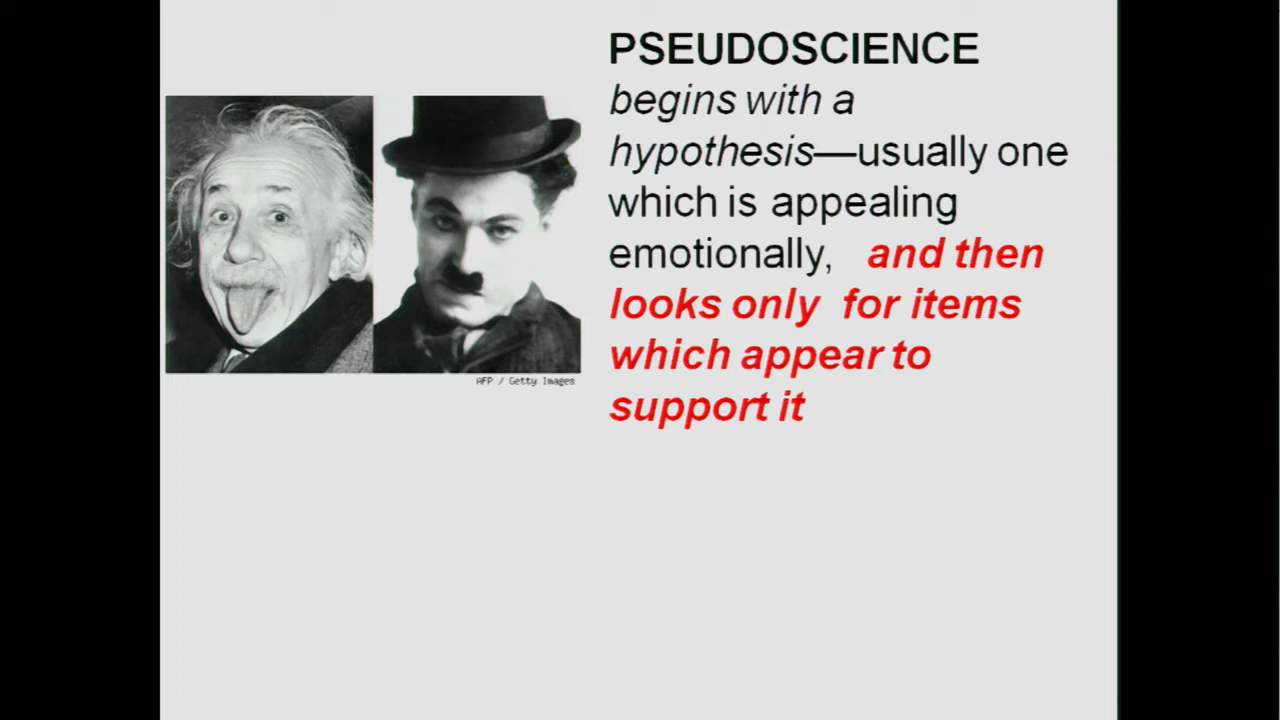 PSEUDOSCIENCE
begins with a
hypothesis—usually one
which is appealing
emotionally, and then
looks only for items
which appear to
support it
AFP / Getty Images